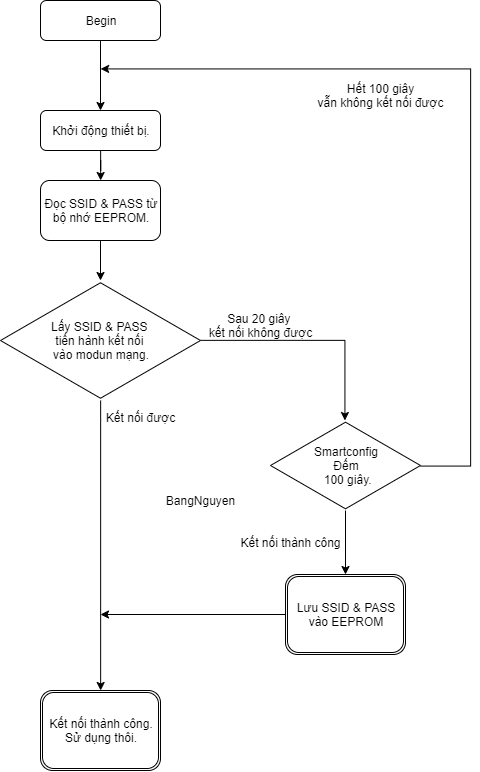 Begin
Hết 100 giây
vẫn không kết nối được
Khởi động thiết bị.
Đọc SSID & PASS từ
bộ nhớ EEPROM.
Lấy SSID & PASS
tiến hành kết nối
vào modun mạng.
Sau 20 giây
kết nối không được
Kết nối được
Smartconfig
Đếm
100 giây.
BangNguyen
Kết nối thành công
Lưu SSID & PASS
vào EEPROM
Kết nối thành công.
Sử dụng thôi.